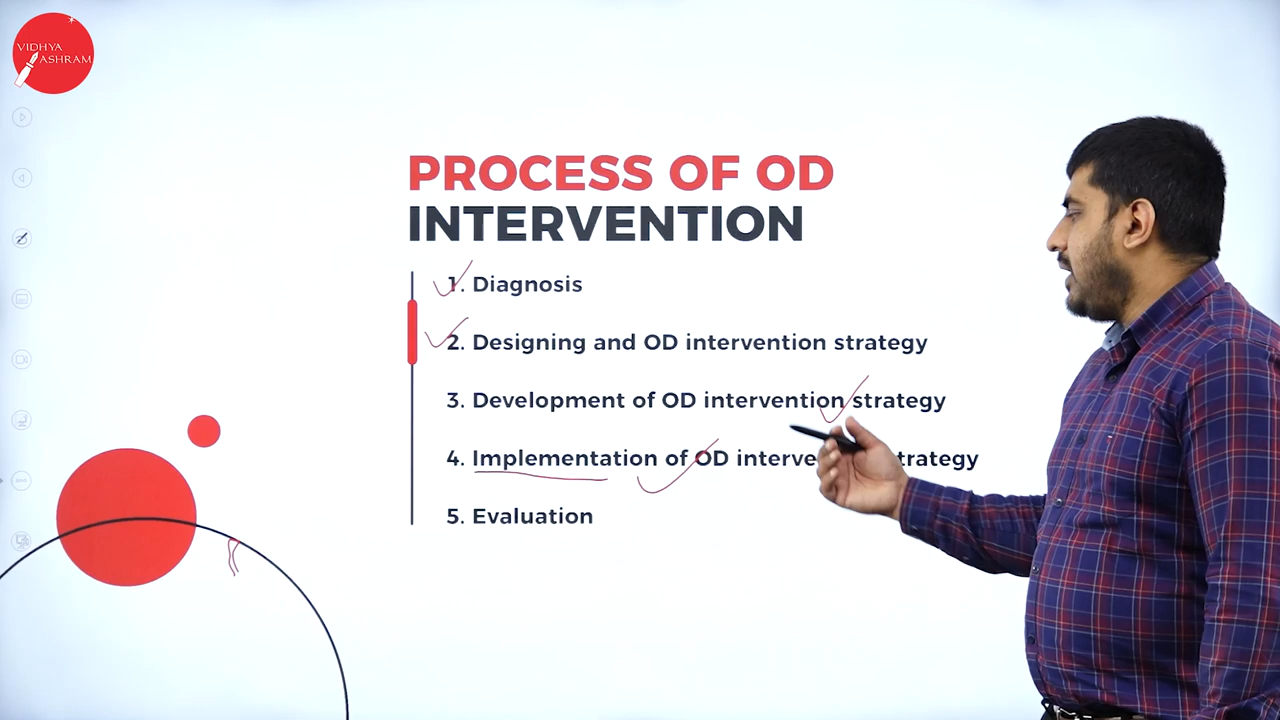 VIDHYA
ASHRAM
PROCESS OF OD
INTERVENTION
1. Diagnosis
2. Designing and OD intervention strategy
3. Development of OD intervention strategy
4. Implementation of OD interve trategy
5. Evaluation